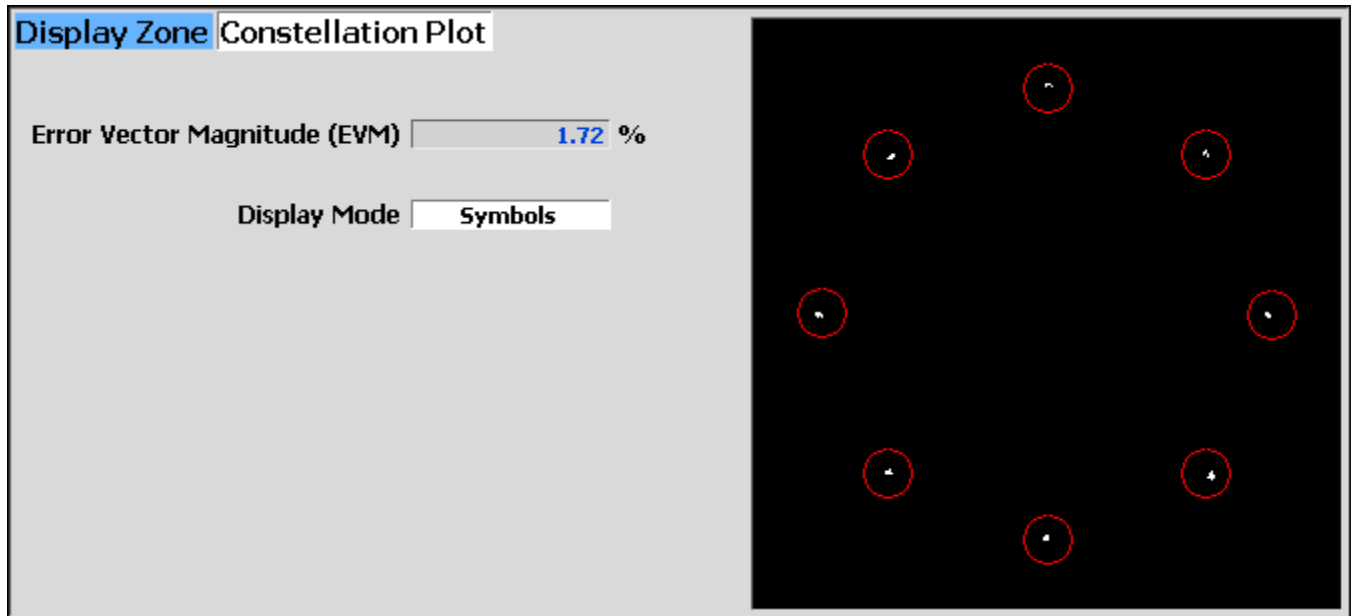 Display Zone Constellation Plot
Error Vector Magnitude (EVM) 1.72 %
Display Mode Symbols